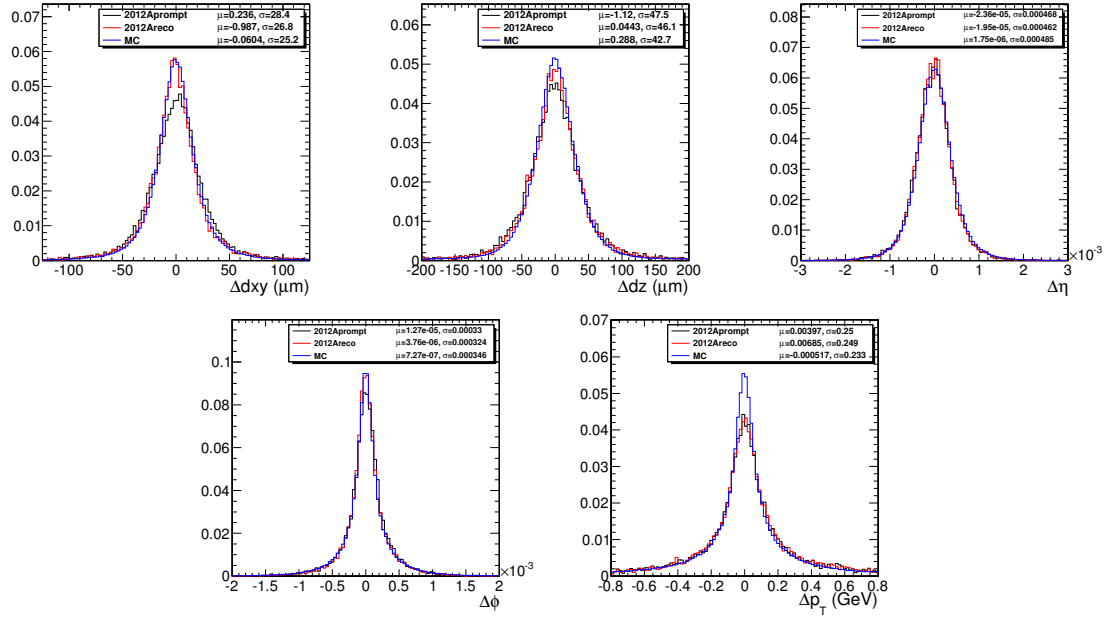 2012Aprompt μ=0.236, σ=28.4
2012Areco μ=-0.987, σ=26.8
MC μ=-0.0604, σ=25.2
0.07
0.06
0.05
0.04
0.03
0.02
0.01
0
-100 -50 0 50 100
Δdxy (μm)
2012Aprompt μ=-1.12, σ=47.5
2012Areco μ=0.0443, σ=46.1
MC μ=0.288, σ=42.7
0.06
0.05
0.04
0.03
0.02
0.01
0
-200 -150 -100 -50 0 50 100 150 200
Δdz (μm)
2012Aprompt μ=-2.36e-05, σ=0.000468
2012Areco μ=-1.95e-05, σ=0.000462
MC μ=1.75e-06, σ=0.000485
0.08
0.07
0.06
0.05
0.04
0.03
0.02
0.01
0
-3 -2 -1 0 1 2 3
×10⁻³
Δη
2012Aprompt μ=1.27e-05, σ=0.00033
2012Areco μ=3.76e-06, σ=0.000324
MC μ=7.27e-07, σ=0.000346
0.1
0.08
0.06
0.04
0.02
0
-2 -1 0 1 2
×10⁻³
Δϕ
2012Aprompt μ=0.00397, σ=0.25
2012Areco μ=0.00685, σ=0.249
MC μ=-0.000517, σ=0.233
0.07
0.06
0.05
0.04
0.03
0.02
0.01
0
-0.8 -0.6 -0.4 -0.2 0 0.2 0.4 0.6 0.8
Δp_T (GeV)